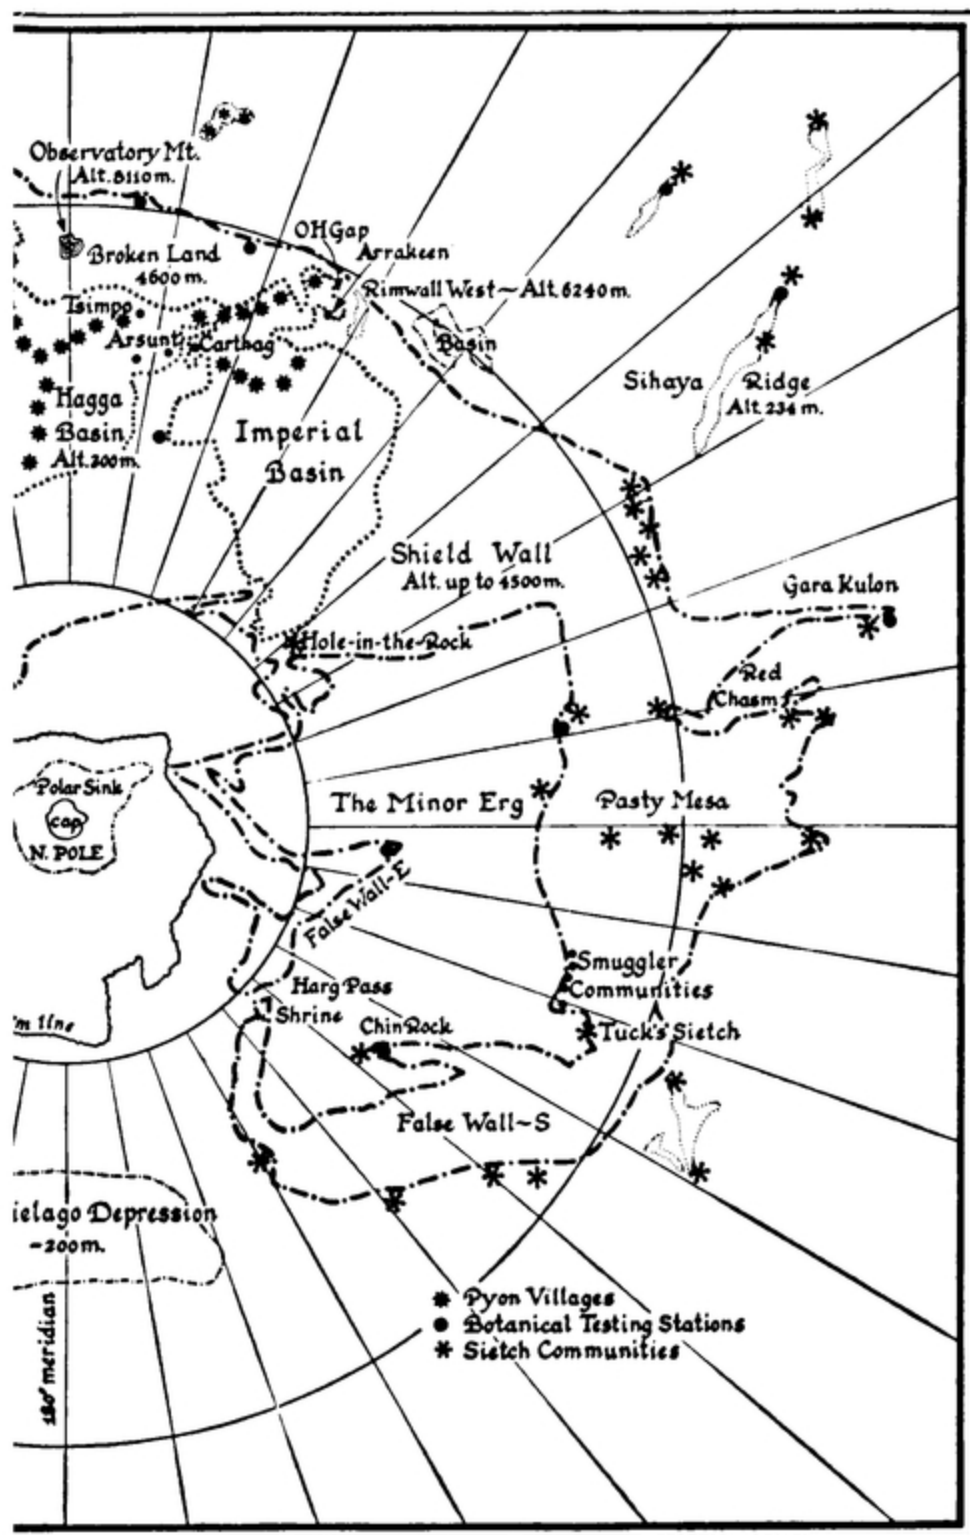 Observatory Mt.
Alt. 8110 m.
OH Gap
Arrakeen
Broken Land
4600 m.
Rimwall West ~ Alt. 6240 m.
Tsimpo
Arsunt
Carthag
Basin
Sihaya Ridge
Alt. 234 m.
Hagga
Basin
Alt. 200 m.
Imperial
Basin
Shield Wall
Alt. up to 4500 m.
Gara Kulon
Hole-in-the-Rock
Red
Chasm
Polar Sink
cap
N. POLE
The Minor Erg
Pasty Mesa
False Wall-E
Smuggler
Communities
Harg Pass
Shrine
Chin Rock
Tuck's Sietch
m line
False Wall ~ S
ielago Depression
-200 m.
180° meridian
Pyon Villages
Botanical Testing Stations
Sietch Communities